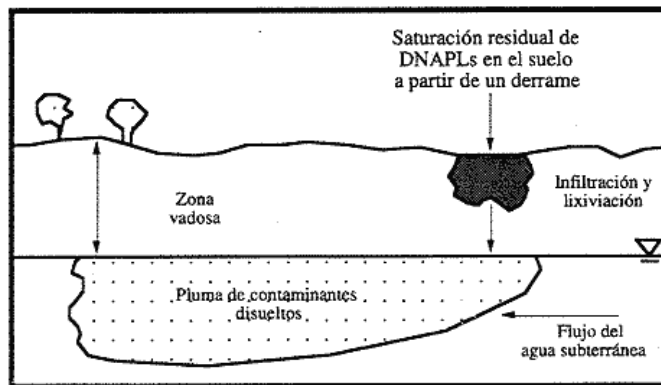 Saturación residual de
DNAPLs en el suelo
a partir de un derrame
Zona
vadosa
Infiltración y
lixiviación
Pluma de contaminantes
disueltos
Flujo del
agua subterránea